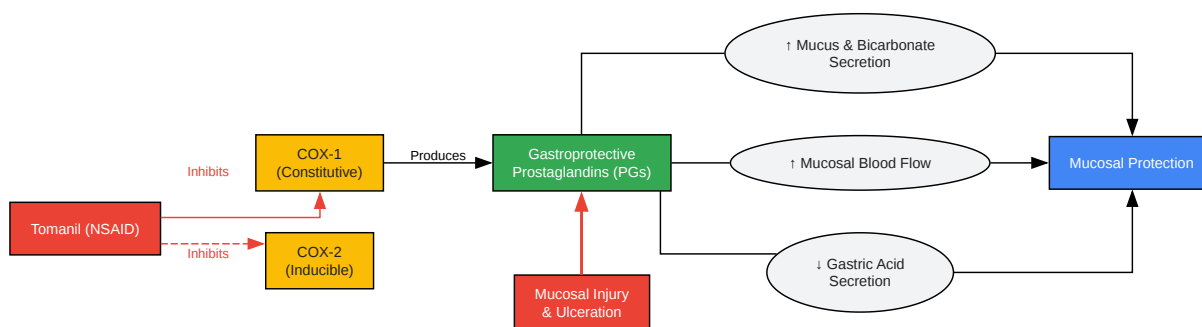 ↑ Mucus & Bicarbonate
Secretion
COX-1
(Constitutive)
Produces
Gastroprotective
Prostaglandins (PGs)
↑ Mucosal Blood Flow
Mucosal Protection
Inhibits
Tomanil (NSAID)
Inhibits
COX-2
(Inducible)
↓ Gastric Acid
Secretion
Mucosal Injury
& Ulceration